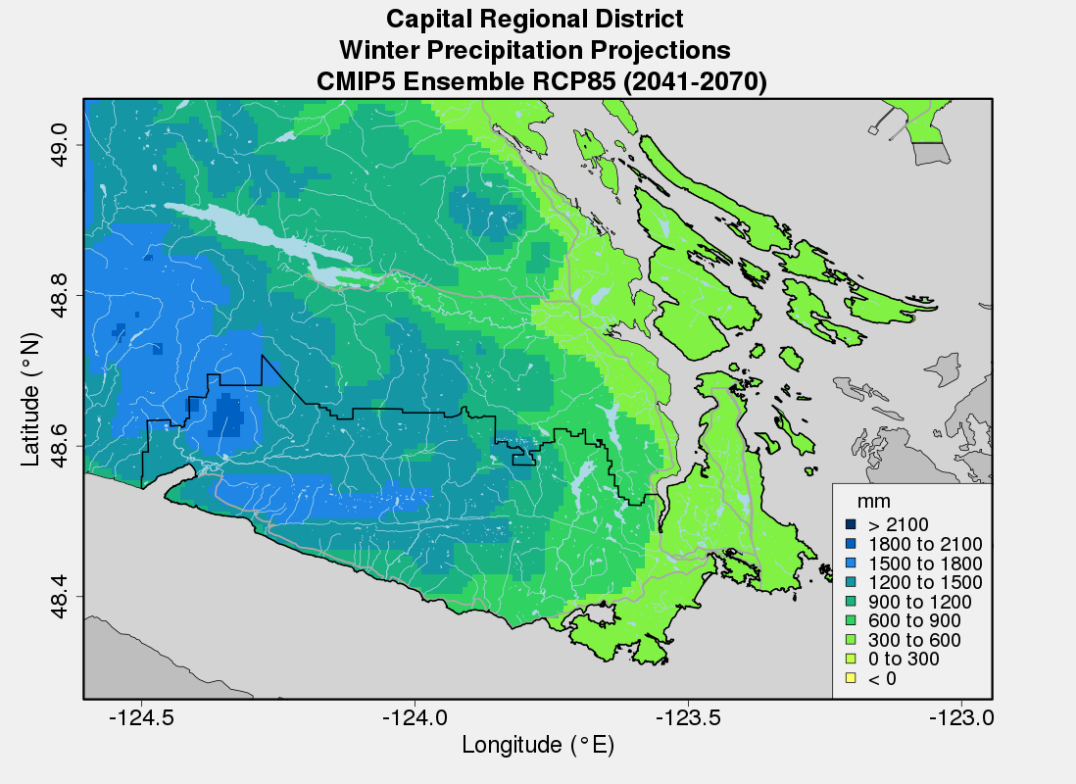 Capital Regional District
Winter Precipitation Projections
CMIP5 Ensemble RCP85 (2041-2070)
49.0
48.8
48.6
48.4
Latitude (°N)
mm
> 2100
1800 to 2100
1500 to 1800
1200 to 1500
900 to 1200
600 to 900
300 to 600
0 to 300
< 0
-124.5
-124.0
-123.5
-123.0
Longitude (°E)